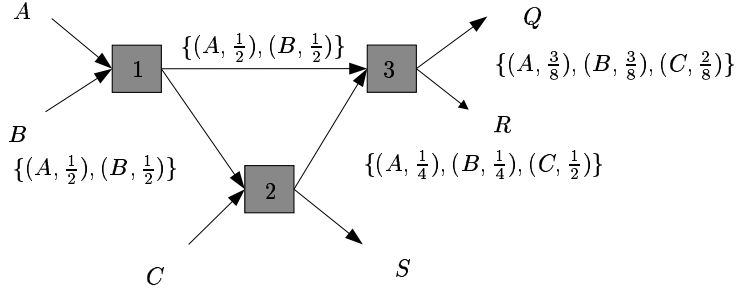 A
Q
{(A, 1/2), (B, 1/2)}
1
3
{(A, 3/8), (B, 3/8), (C, 2/8)}
B
R
{(A, 1/2), (B, 1/2)}
{(A, 1/4), (B, 1/4), (C, 1/2)}
2
C
S